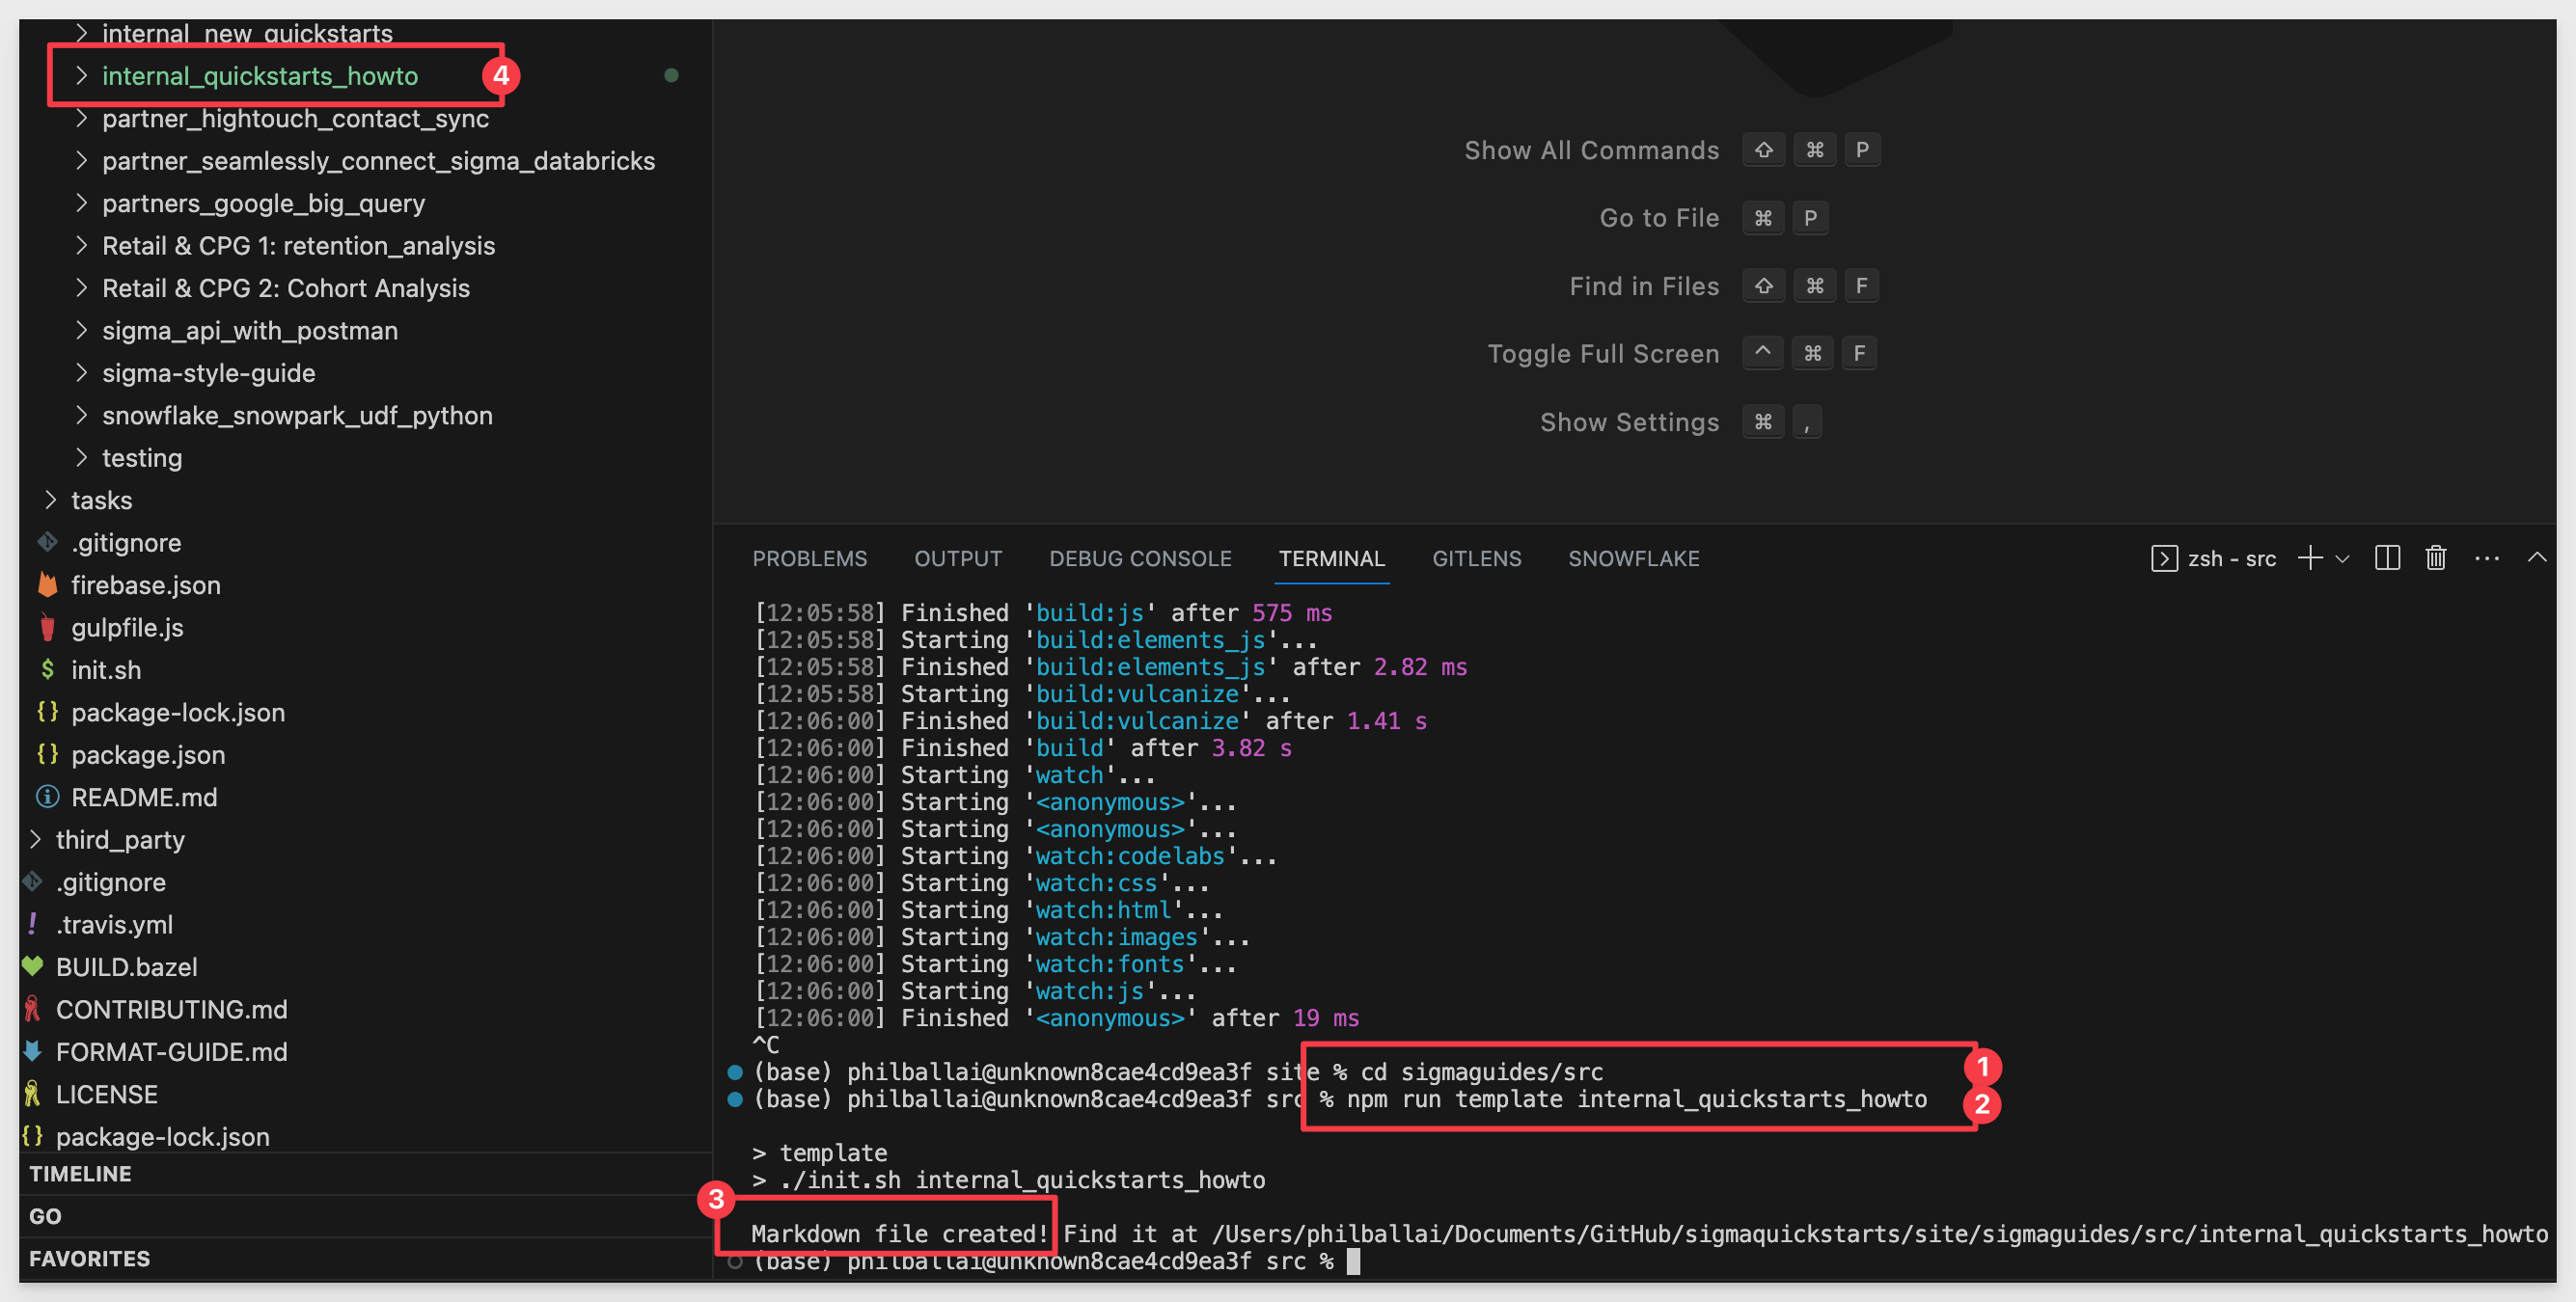 internal_new_quickstarts
internal_quickstarts_howto
4
partner_hightouch_contact_sync
partner_seamlessly_connect_sigma_databricks
partners_google_big_query
Retail & CPG 1: retention_analysis
Retail & CPG 2: Cohort Analysis
sigma_api_with_postman
sigma-style-guide
snowflake_snowpark_udf_python
testing
tasks
.gitignore
firebase.json
gulpfile.js
$ init.sh
{} package-lock.json
{} package.json
README.md
third_party
.gitignore
! .travis.yml
BUILD.bazel
CONTRIBUTING.md
FORMAT-GUIDE.md
LICENSE
{} package-lock.json
TIMELINE
GO
FAVORITES
Show All Commands ⇧ ⌘ P
Go to File ⌘ P
Find in Files ⇧ ⌘ F
Toggle Full Screen ^ ⌘ F
Show Settings ⌘ ,
PROBLEMS OUTPUT DEBUG CONSOLE TERMINAL GITLENS SNOWFLAKE zsh - src
[12:05:58] Finished 'build:js' after 575 ms
[12:05:58] Starting 'build:elements_js'...
[12:05:58] Finished 'build:elements_js' after 2.82 ms
[12:05:58] Starting 'build:vulcanize'...
[12:06:00] Finished 'build:vulcanize' after 1.41 s
[12:06:00] Finished 'build' after 3.82 s
[12:06:00] Starting 'watch'...
[12:06:00] Starting '<anonymous>'...
[12:06:00] Starting '<anonymous>'...
[12:06:00] Starting 'watch:codelabs'...
[12:06:00] Starting 'watch:css'...
[12:06:00] Starting 'watch:html'...
[12:06:00] Starting 'watch:images'...
[12:06:00] Starting 'watch:fonts'...
[12:06:00] Starting 'watch:js'...
[12:06:00] Finished '<anonymous>' after 19 ms
^C
(base) philballai@unknown8cae4cd9ea3f site % cd sigmaguides/src
1
(base) philballai@unknown8cae4cd9ea3f src % npm run template internal_quickstarts_howto
2
> template
> ./init.sh internal_quickstarts_howto
3
Markdown file created! Find it at /Users/philballai/Documents/GitHub/sigmaquickstarts/site/sigmaguides/src/internal_quickstarts_howto
(base) philballai@unknown8cae4cd9ea3f src %